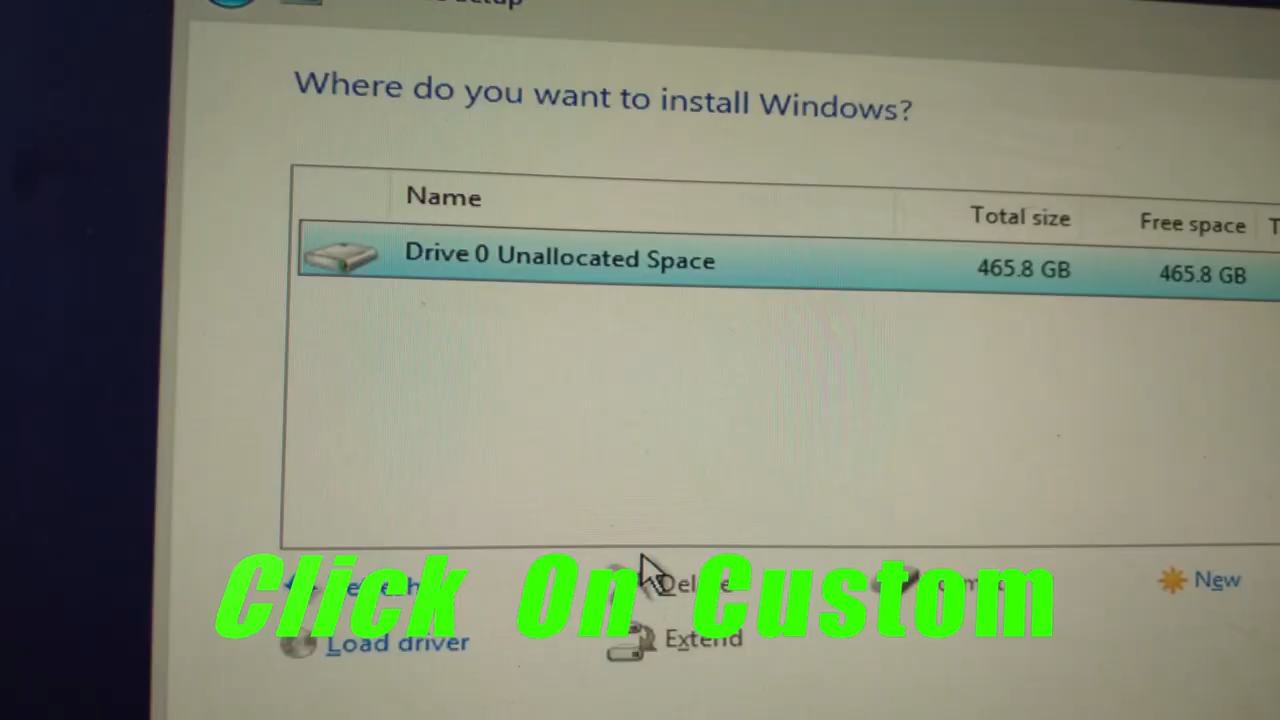 Where do you want to install Windows?
Name Total size Free space T
Drive 0 Unallocated Space 465.8 GB 465.8 GB
Click On Custom
New
Load driver Extend